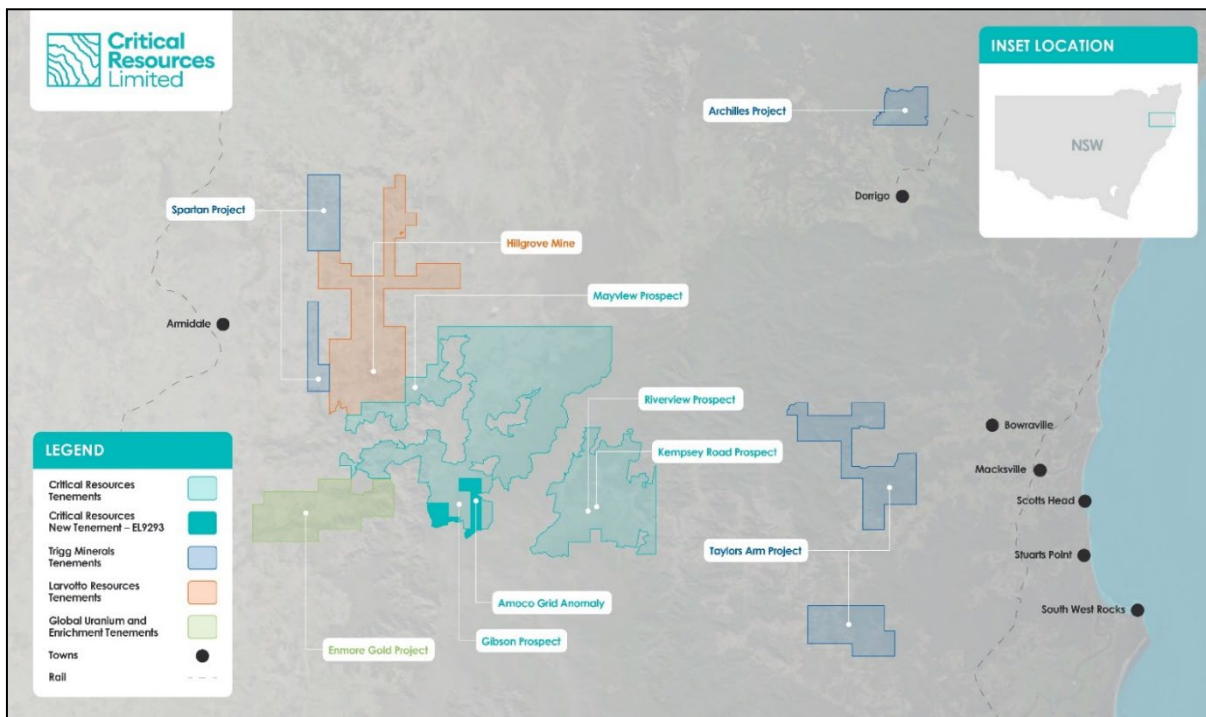 Critical
Resources
Limited
INSET LOCATION
NSW
Archilles Project
Dorrigo
Spartan Project
Hillgrove Mine
Mayview Prospect
Armidale
Riverview Prospect
Kempsey Road Prospect
Bowraville
Macksville
Scotts Head
Stuarts Point
South West Rocks
Taylors Arm Project
Amoco Grid Anomaly
Gibson Prospect
Enmore Gold Project
LEGEND
Critical Resources
Tenements
Critical Resources
New Tenement – EL9293
Trigg Minerals
Tenements
Larvotto Resources
Tenements
Global Uranium and
Enrichment Tenements
Towns
Rail